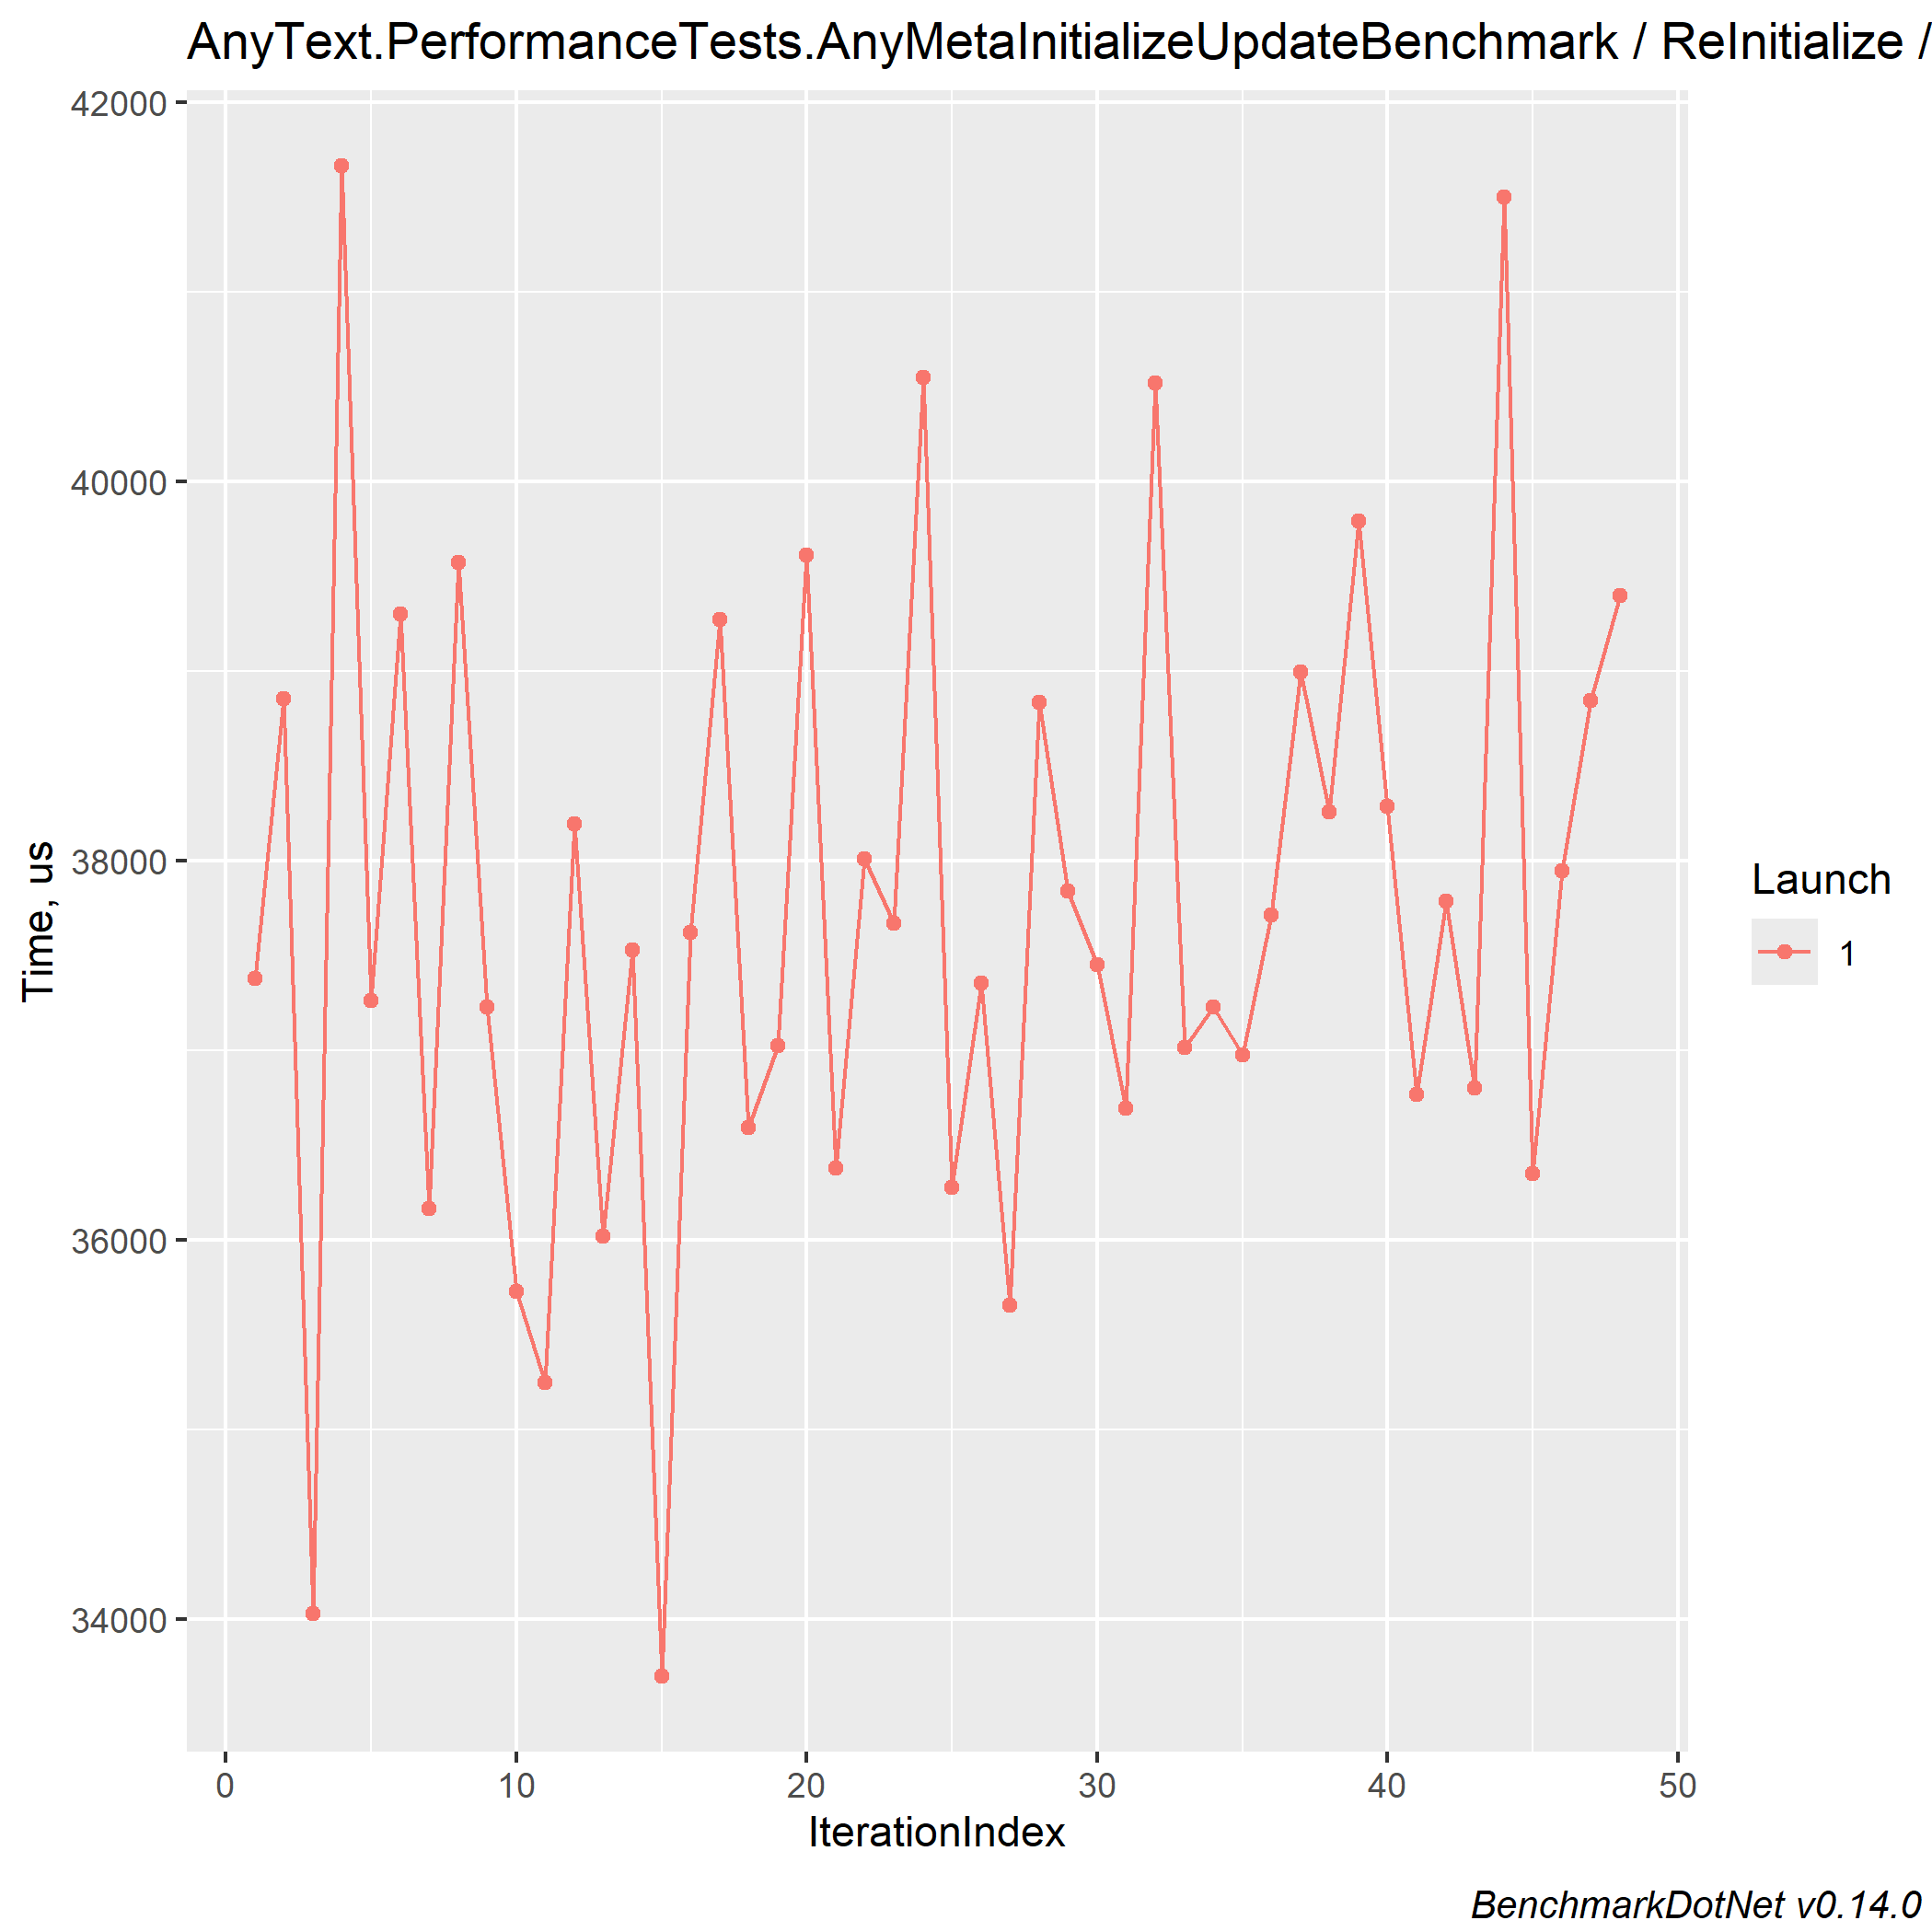 AnyText.PerformanceTests.AnyMetaInitializeUpdateBenchmark / ReInitialize /
42000
40000
38000
36000
34000
Time, us
0 10 20 30 40 50
IterationIndex
Launch
1
BenchmarkDotNet v0.14.0